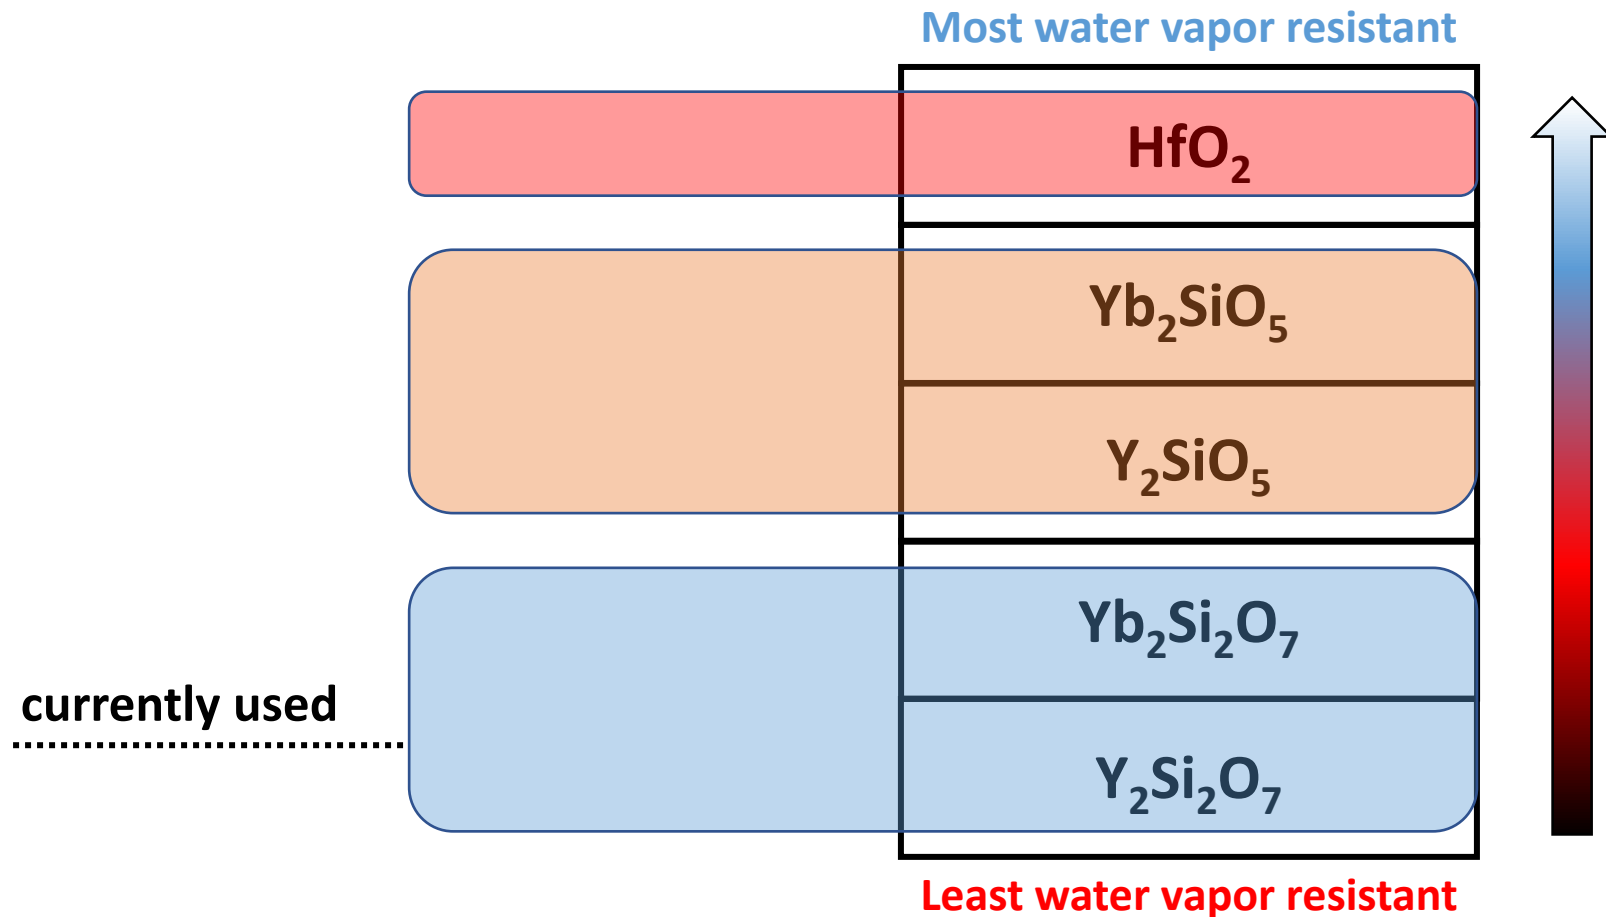 Most water vapor resistant
HfO₂
Yb₂SiO₅
Y₂SiO₅
Yb₂Si₂O₇
currently used
Y₂Si₂O₇
Least water vapor resistant